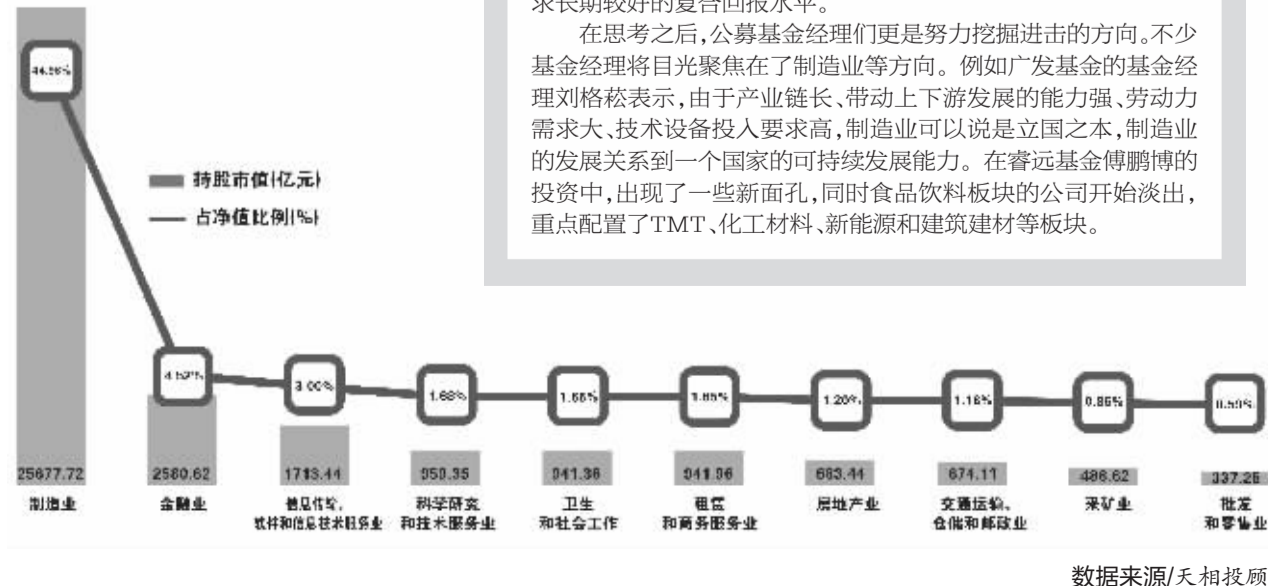 求长期较好的复合回报水平。
在思考之后,公募基金经理们更是努力挖掘进击的方向。不少
基金经理将目光聚焦在了制造业等方向。例如广发基金的基金经
理刘格菘表示,由于产业链长、带动上下游发展的能力强、劳动力
需求大、技术设备投入要求高,制造业可以说是立国之本,制造业
的发展关系到一个国家的可持续发展能力。在睿远基金傅鹏博的
投资中,出现了一些新面孔,同时食品饮料板块的公司开始淡出,
重点配置了TMT、化工材料、新能源和建筑建材等板块。
持股市值(亿元)
占净值比例(%)
4.52% 3.00% 1.68% 1.65% 1.65% 1.20% 1.18% 0.85% 0.59%
25677.72 2580.62 1713.44 959.35 941.36 941.96 683.44 674.11 486.62 337.25
制造业 金融业 信息传输、 科学研究 卫生 租赁 房地产业 交通运输、 采矿业 批发
软件和信息技术服务业 和技术服务业 和社会工作 和商务服务业 仓储和邮政业 和零售业
数据来源/天相投顾